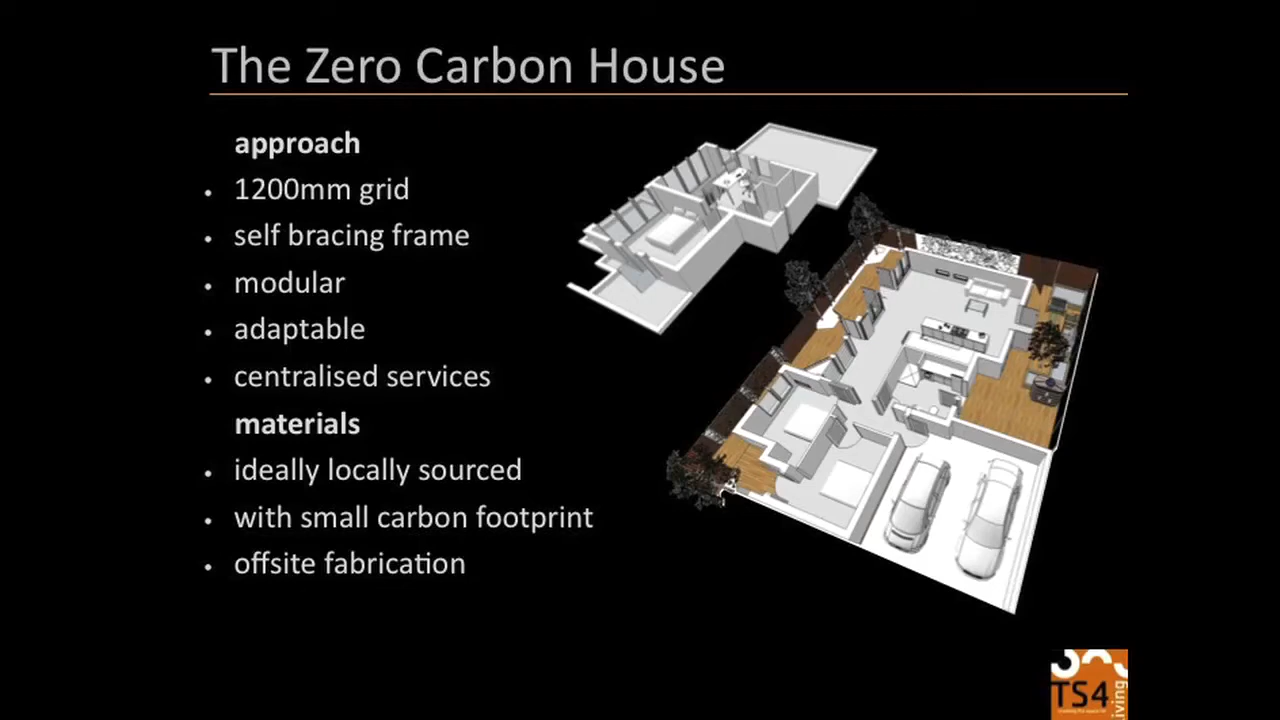 The Zero Carbon House
approach
• 1200mm grid
• self bracing frame
• modular
• adaptable
• centralised services
materials
• ideally locally sourced
• with small carbon footprint
• offsite fabrication
TS4
living